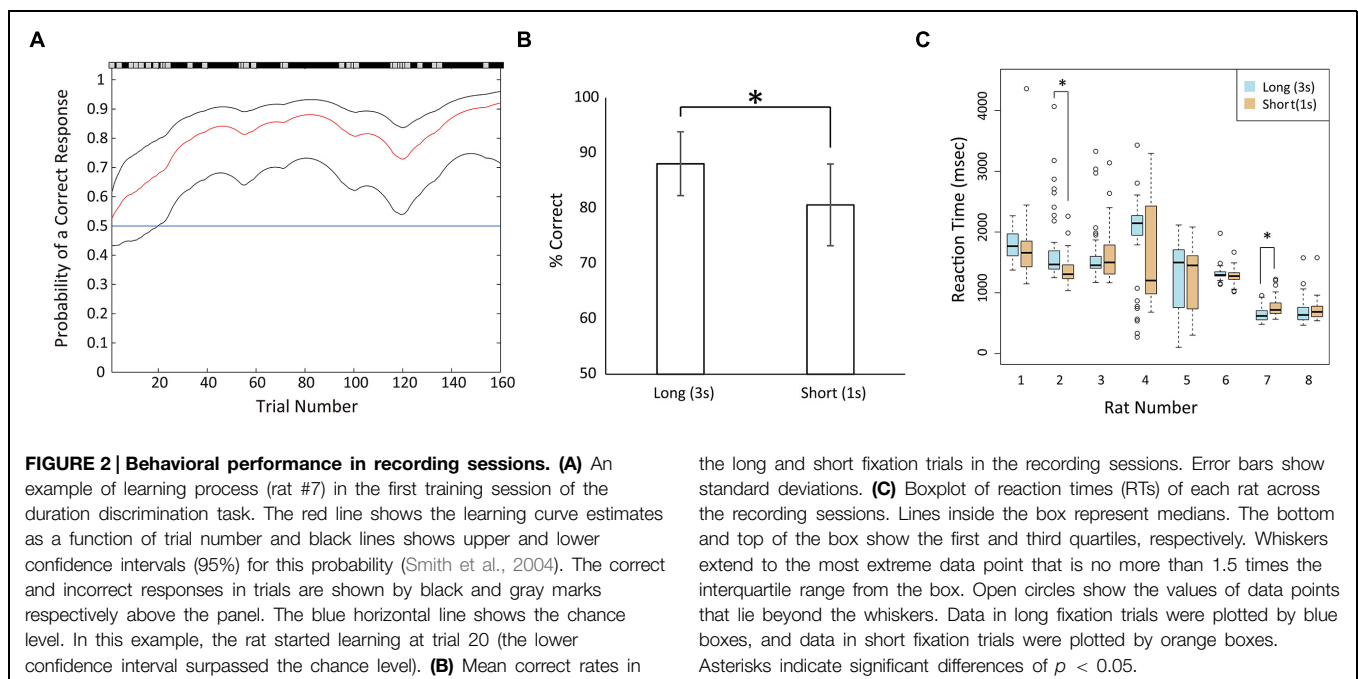 A
B
C
1
0.9
0.8
0.7
0.6
0.5
0.4
0.3
0.2
0.1
0
Probability of a Correct Response
20
40
60
80
100
120
140
160
Trial Number
100
90
80
70
60
50
% Correct
*
Long (3s)
Short (1s)
Long (3s)
Short(1s)
4000
3000
2000
1000
0
Reaction Time (msec)
*
*
1
2
3
4
5
6
7
8
Rat Number
FIGURE 2 | Behavioral performance in recording sessions. (A) An
example of learning process (rat #7) in the first training session of the
duration discrimination task. The red line shows the learning curve estimates
as a function of trial number and black lines shows upper and lower
confidence intervals (95%) for this probability (Smith et al., 2004). The correct
and incorrect responses in trials are shown by black and gray marks
respectively above the panel. The blue horizontal line shows the chance
level. In this example, the rat started learning at trial 20 (the lower
confidence interval surpassed the chance level). (B) Mean correct rates in
the long and short fixation trials in the recording sessions. Error bars show
standard deviations. (C) Boxplot of reaction times (RTs) of each rat across
the recording sessions. Lines inside the box represent medians. The bottom
and top of the box show the first and third quartiles, respectively. Whiskers
extend to the most extreme data point that is no more than 1.5 times the
interquartile range from the box. Open circles show the values of data points
that lie beyond the whiskers. Data in long fixation trials were plotted by blue
boxes, and data in short fixation trials were plotted by orange boxes.
Asterisks indicate significant differences of p < 0.05.